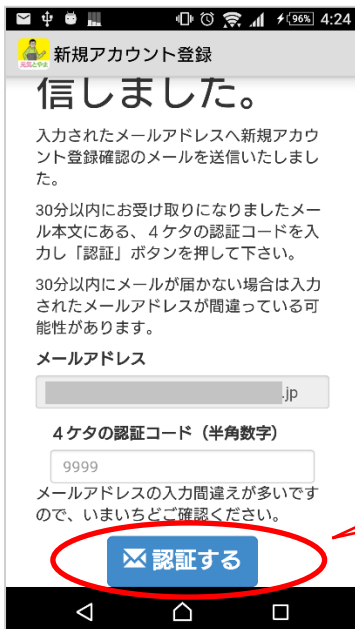 96% 4:24
元気とやま
新規アカウント登録
信しました。
入力されたメールアドレスへ新規アカウ
ント登録確認のメールを送信いたしまし
た。
30分以内にお受け取りになりましたメー
ル本文にある、４ケタの認証コードを入
力し「認証」ボタンを押して下さい。
30分以内にメールが届かない場合は入力
されたメールアドレスが間違っている可
能性があります。
メールアドレス
.jp
４ケタの認証コード（半角数字）
9999
メールアドレスの入力間違えが多いです
ので、いまいちどご確認ください。
認証する